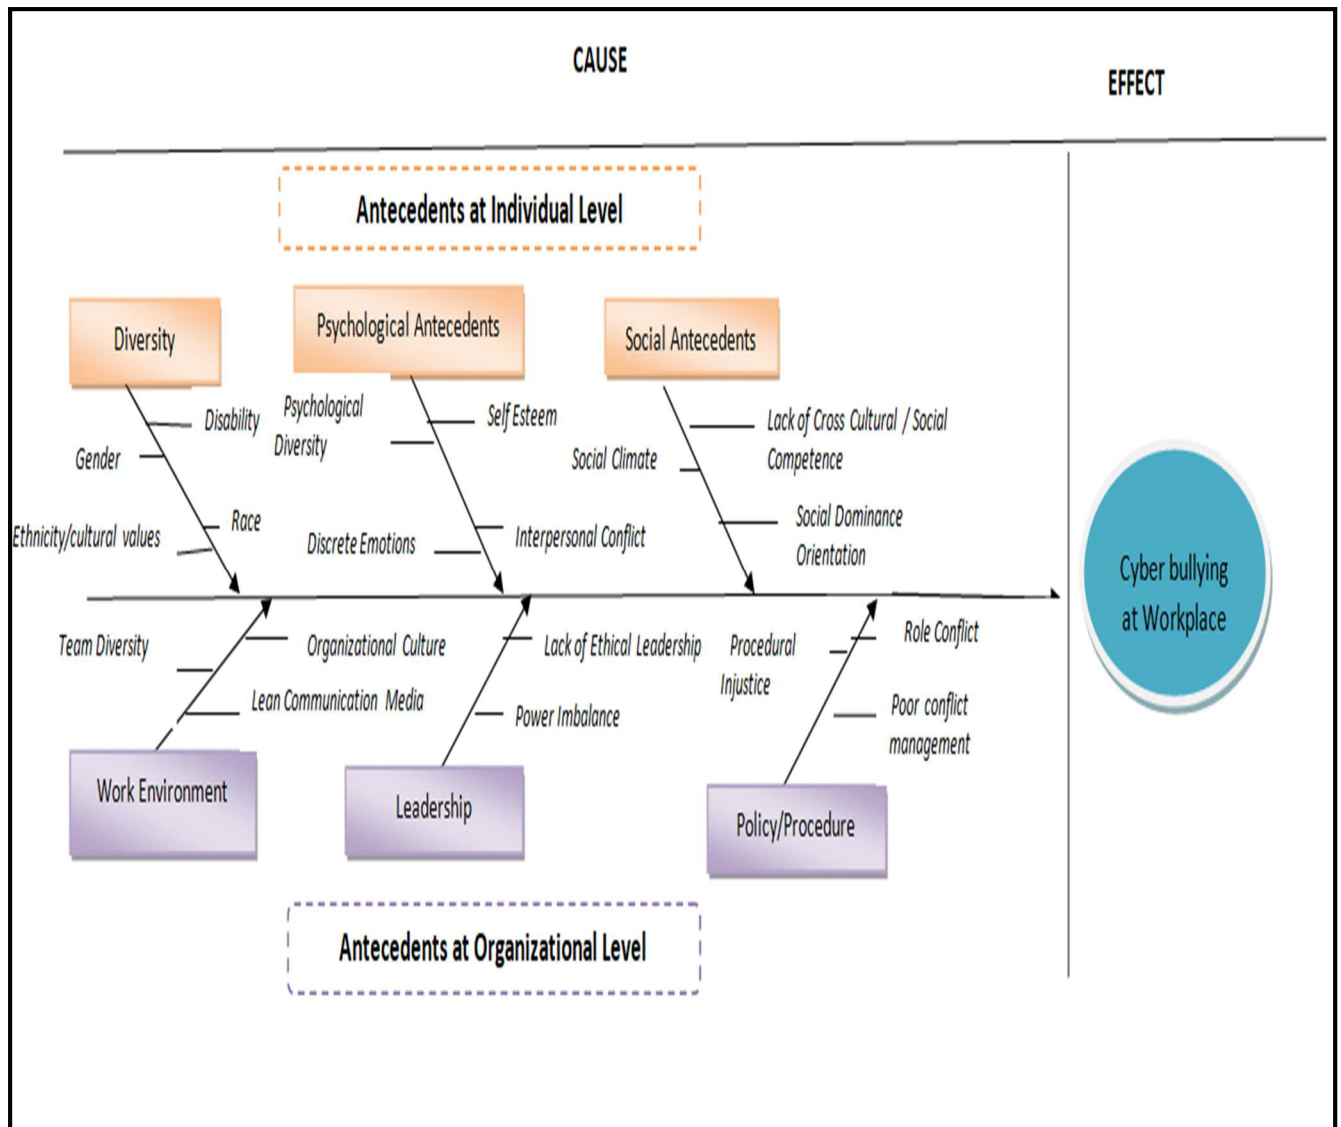 CAUSE
EFFECT
Antecedents at Individual Level
Diversity
Psychological Antecedents
Social Antecedents
Disability
Gender
Race
Ethnicity/cultural values
Psychological
Diversity
Self Esteem
Discrete Emotions
Interpersonal Conflict
Social Climate
Lack of Cross Cultural / Social
Competence
Social Dominance
Orientation
Cyber bullying
at Workplace
Team Diversity
Organizational Culture
Lean Communication Media
Lack of Ethical Leadership
Power Imbalance
Procedural
Injustice
Role Conflict
Poor conflict
management
Work Environment
Leadership
Policy/Procedure
Antecedents at Organizational Level